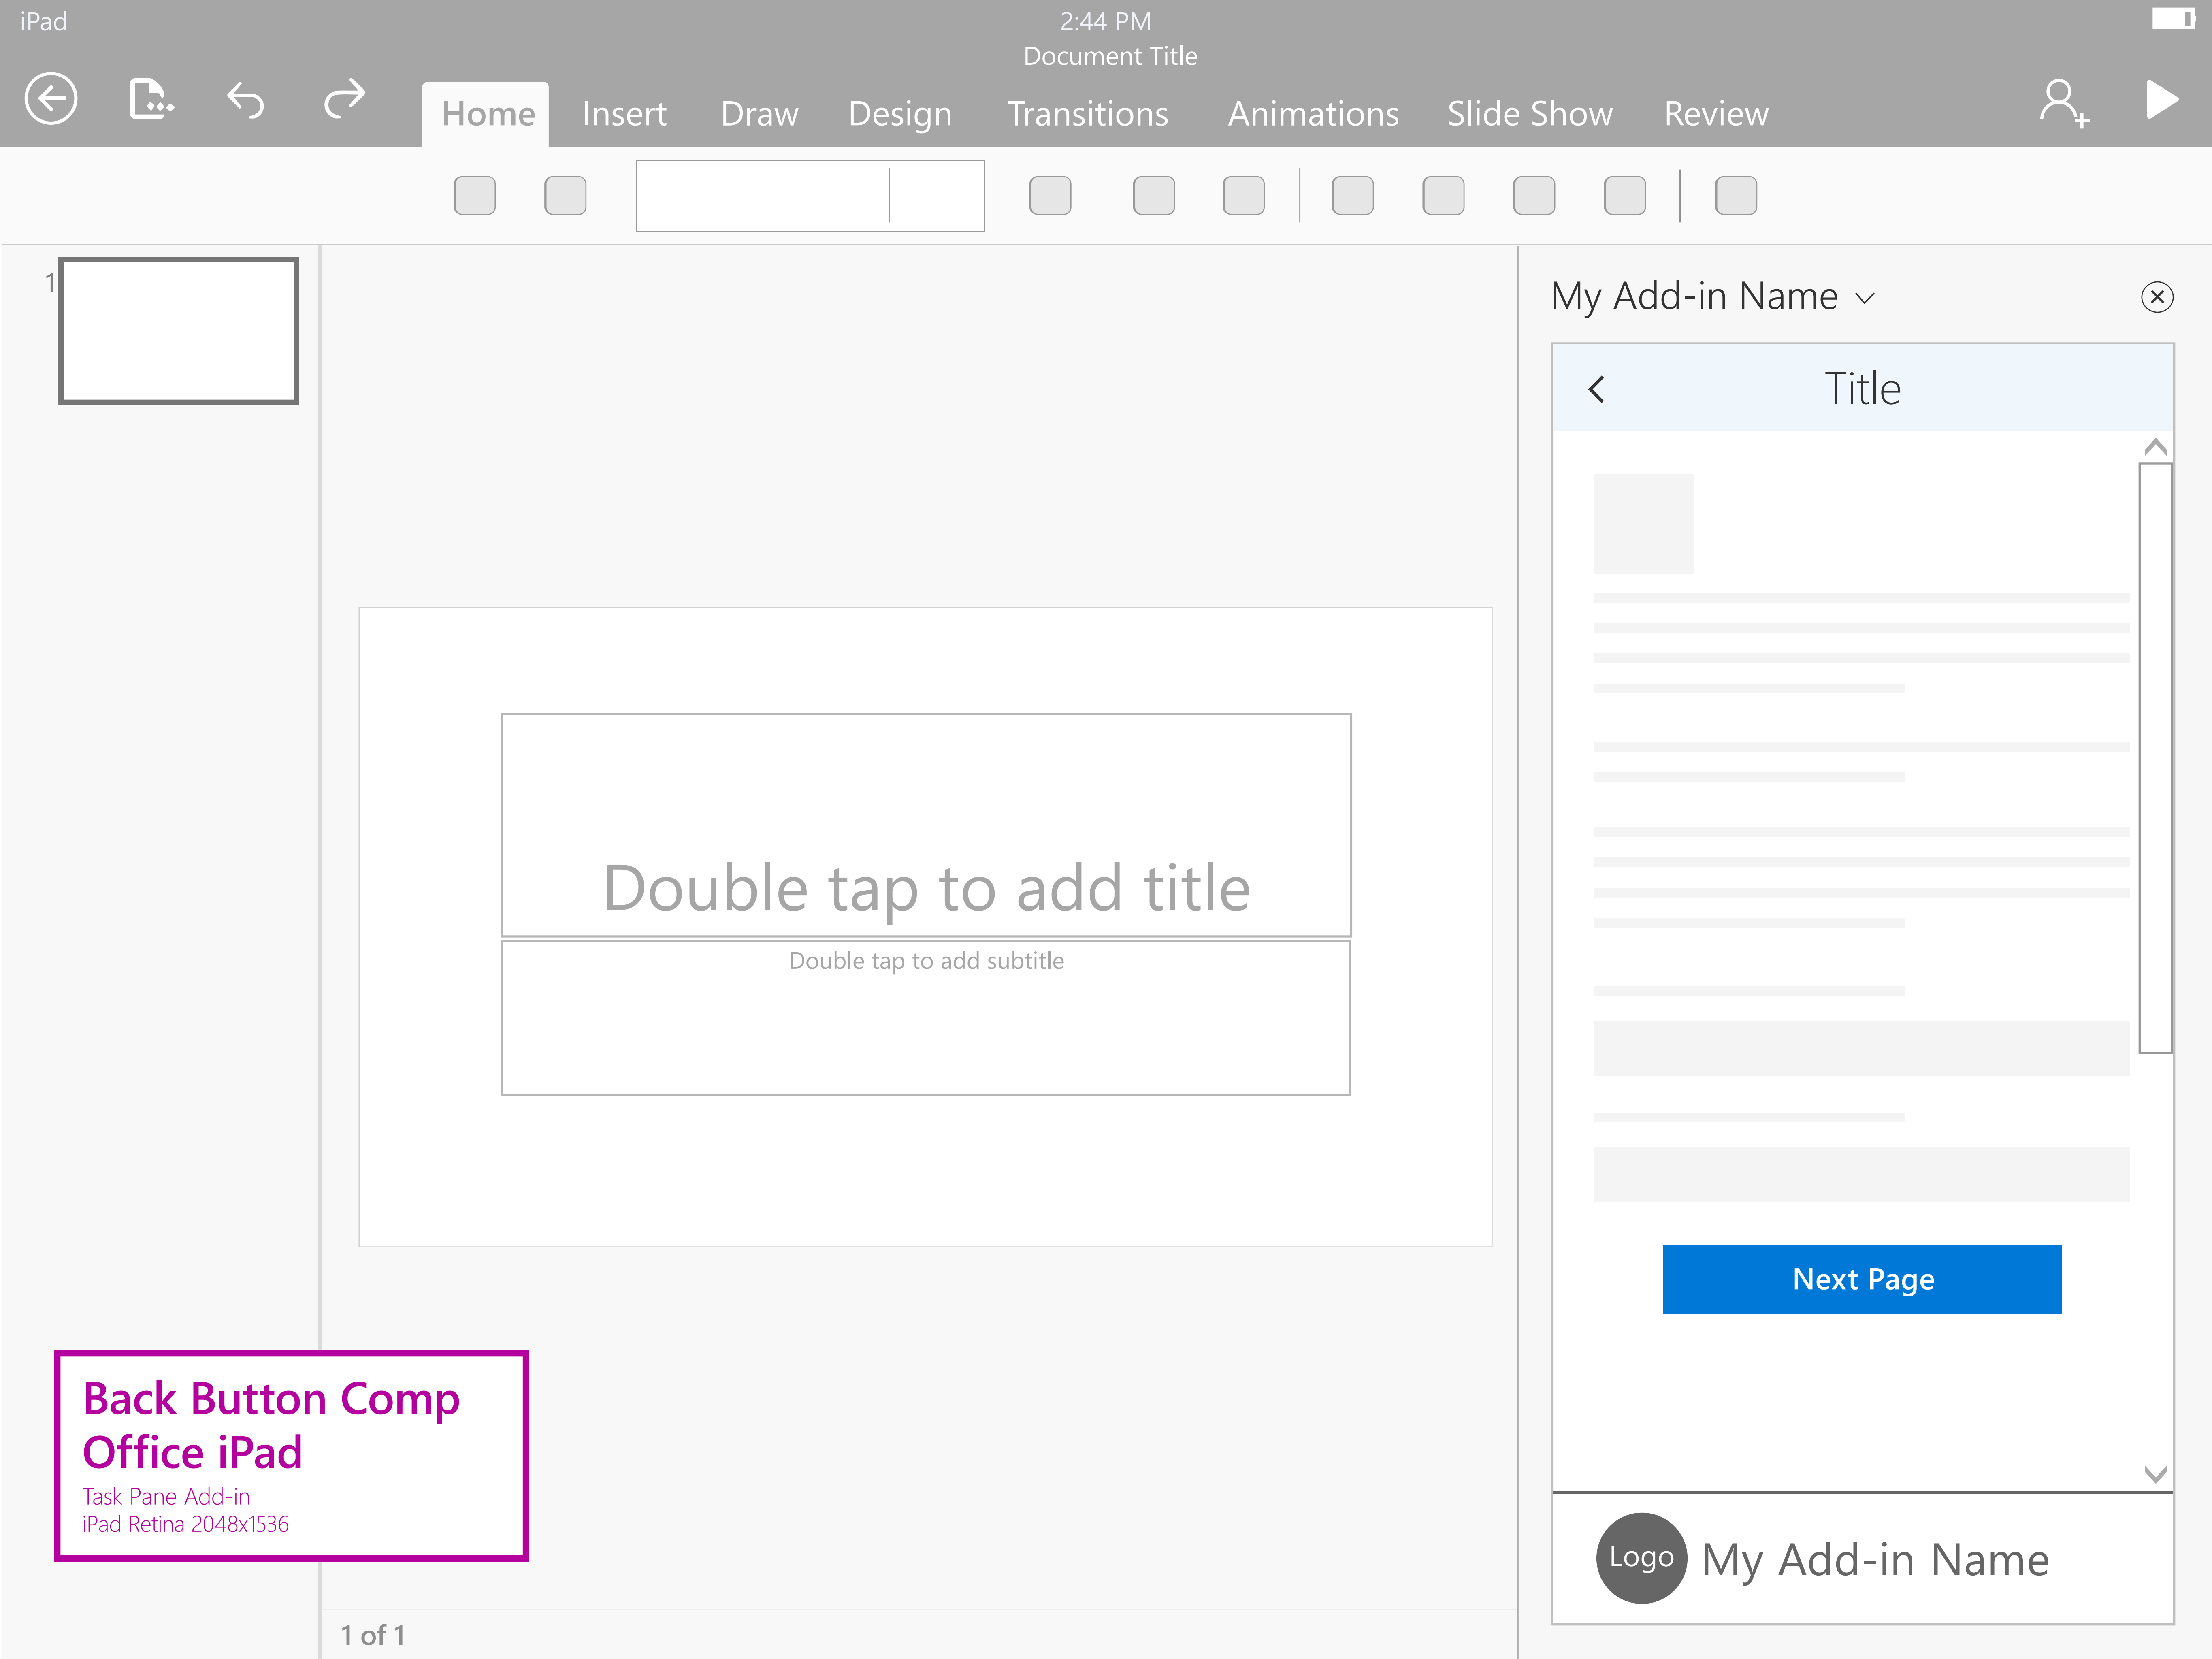 iPad
2:44 PM
Document Title
Home Insert Draw Design Transitions Animations Slide Show Review
1
My Add-in Name
Title
Double tap to add title
Double tap to add subtitle
Next Page
Back Button Comp
Office iPad
Task Pane Add-in
iPad Retina 2048x1536
Logo My Add-in Name
1 of 1